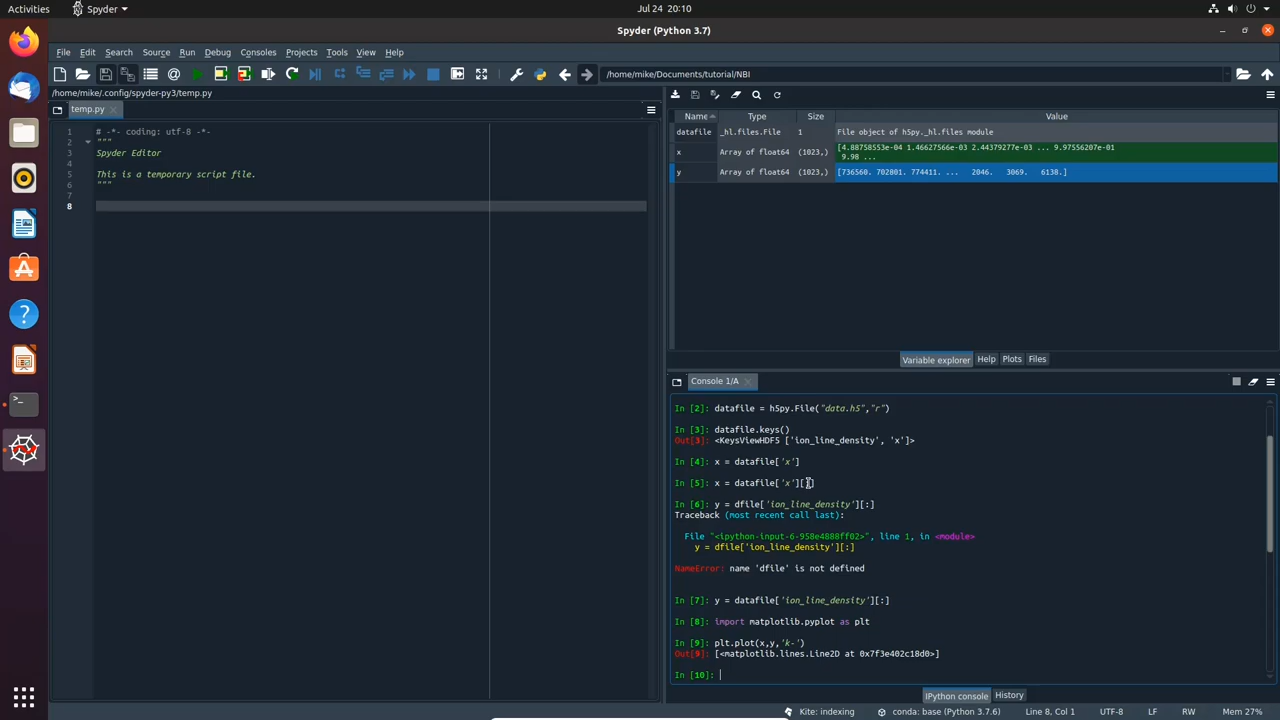 Activities
Spyder
Jul 24 20:10
Spyder (Python 3.7)
File Edit Search Source Run Debug Consoles Projects Tools View Help
/home/mike/Documents/tutorial/NBI
/home/mike/.config/spyder-py3/temp.py
temp.py
1 # -*- coding: utf-8 -*-
2 """
3 Spyder Editor
4
5 This is a temporary script file.
6 """
7
8
Name Type Size Value
datafile _hl.files.File 1 File object of h5py._hl.files module
x Array of float64 (1023,) [4.88758553e-04 1.46627566e-03 2.44379277e-03 ... 9.97556207e-01
9.98 ...
y Array of float64 (1023,) [736560. 702801. 774411. ... 2046. 3069. 6138.]
Variable explorer Help Plots Files
Console 1/A
In [2]: datafile = h5py.File("data.h5","r")
In [3]: datafile.keys()
Out[3]: <KeysViewHDF5 ['ion_line_density', 'x']>
In [4]: x = datafile['x']
In [5]: x = datafile['x'][:]
In [6]: y = dfile['ion_line_density'][:]
Traceback (most recent call last):
File "<ipython-input-6-958e4888ff02>", line 1, in <module>
y = dfile['ion_line_density'][:]
NameError: name 'dfile' is not defined
In [7]: y = datafile['ion_line_density'][:]
In [8]: import matplotlib.pyplot as plt
In [9]: plt.plot(x,y,'k-')
Out[9]: [<matplotlib.lines.Line2D at 0x7f3e402c18d0>]
In [10]:
IPython console History
Kite: indexing conda: base (Python 3.7.6) Line 8, Col 1 UTF-8 LF RW Mem 27%